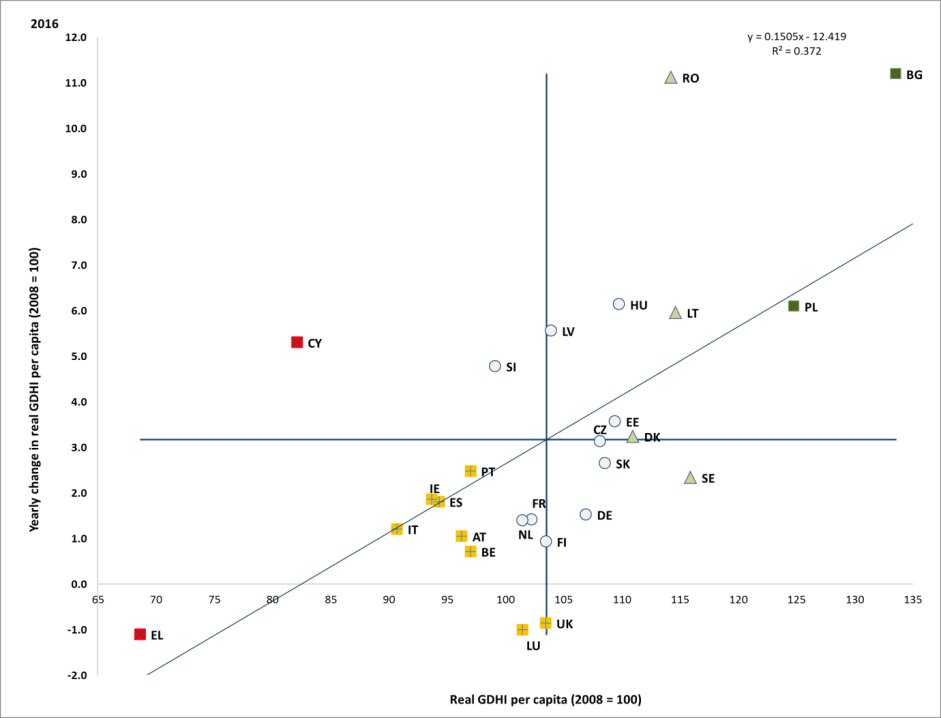 2016
12.0
y = 0.1505x - 12.419
R² = 0.372
RO
BG
11.0
10.0
9.0
8.0
7.0
Yearly change in real GDHI per capita (2008 = 100)
6.0
HU
LT
PL
LV
CY
5.0
SI
4.0
EE
CZ
DK
3.0
SK
PT
SE
IE
2.0
ES
FR
DE
IT
AT
NL
1.0
FI
BE
0.0
65 70 75 80 85 90 95 100 105 110 115 120 125 130 135
UK
-1.0
EL
LU
-2.0
Real GDHI per capita (2008 = 100)